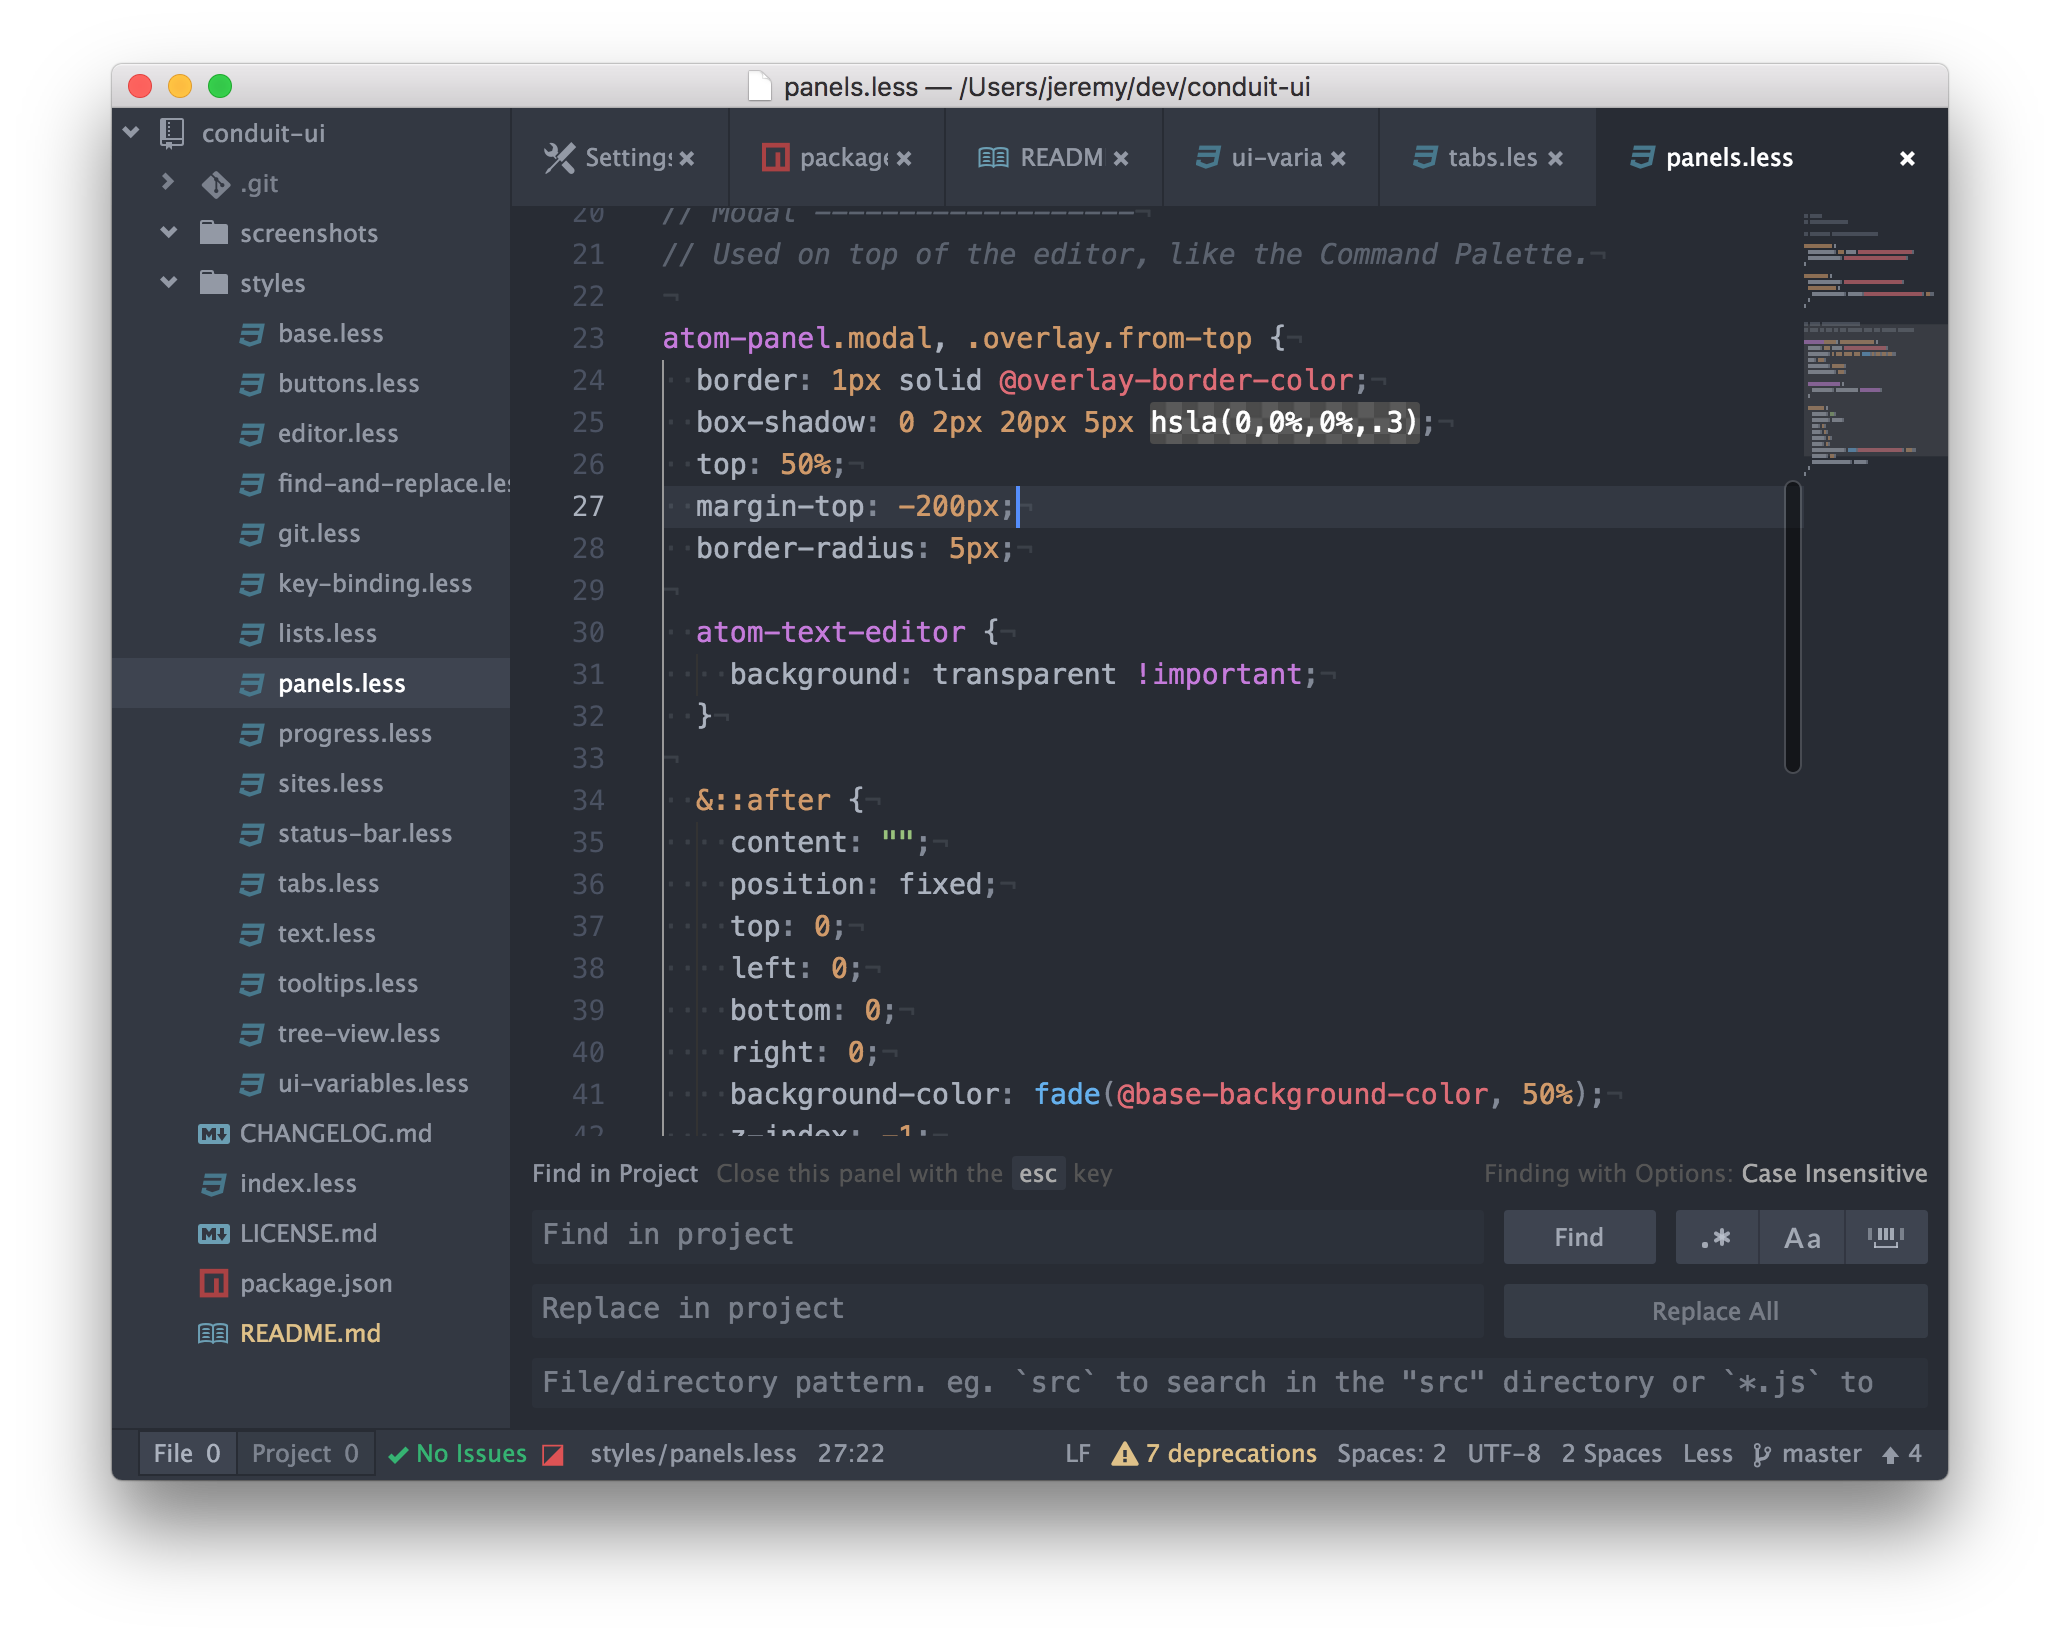 panels.less — /Users/jeremy/dev/conduit-ui
conduit-ui
.git
screenshots
styles
base.less
buttons.less
editor.less
find-and-replace.les
git.less
key-binding.less
lists.less
panels.less
progress.less
sites.less
status-bar.less
tabs.less
text.less
tooltips.less
tree-view.less
ui-variables.less
CHANGELOG.md
index.less
LICENSE.md
package.json
README.md
Settings packag READM ui-varia tabs.les panels.less
20 // Modal -------------------¬
21 // Used on top of the editor, like the Command Palette.¬
22 ¬
23 atom-panel.modal, .overlay.from-top {¬
24 ··border: 1px solid @overlay-border-color;¬
25 ··box-shadow: 0 2px 20px 5px hsla(0,0%,0%,.3);¬
26 ··top: 50%;¬
27 ··margin-top: -200px;¬
28 ··border-radius: 5px;¬
29 ¬
30 ··atom-text-editor {¬
31 ····background: transparent !important;¬
32 ··}¬
33 ¬
34 ··&::after {¬
35 ····content: "";¬
36 ····position: fixed;¬
37 ····top: 0;¬
38 ····left: 0;¬
39 ····bottom: 0;¬
40 ····right: 0;¬
41 ····background-color: fade(@base-background-color, 50%);¬
42 ····z-index: -1;¬
Find in Project Close this panel with the esc key Finding with Options: Case Insensitive
Find in project Find .* Aa
Replace in project Replace All
File/directory pattern. eg. `src` to search in the "src" directory or `*.js` to
File 0 Project 0 No Issues styles/panels.less 27:22 LF 7 deprecations Spaces: 2 UTF-8 2 Spaces Less master 4